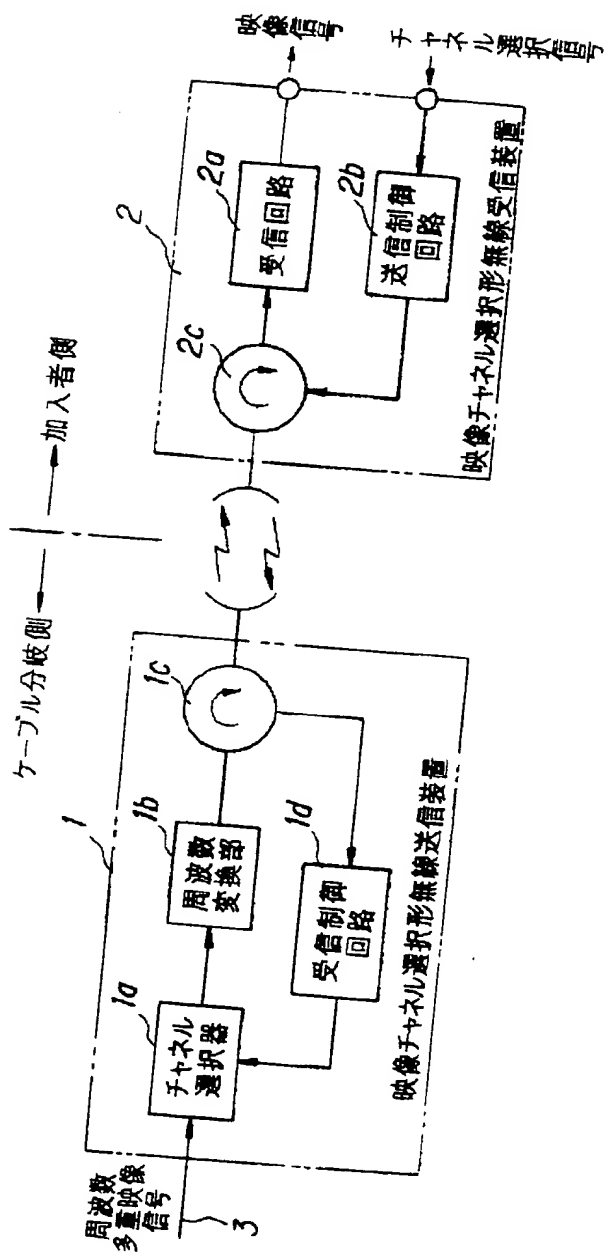 ケーブル分岐側
加入者側
1
1a
チャネル
選択器
1b
周波数
変換部
1c
1d
受信制御
回路
映像チャネル選択形無線送信装置
周波数
多重映像
信号
3
2
2a
受信回路
2b
送信制御
回路
2c
映像チャネル選択形無線受信装置
映像信号
チャネル選択信号